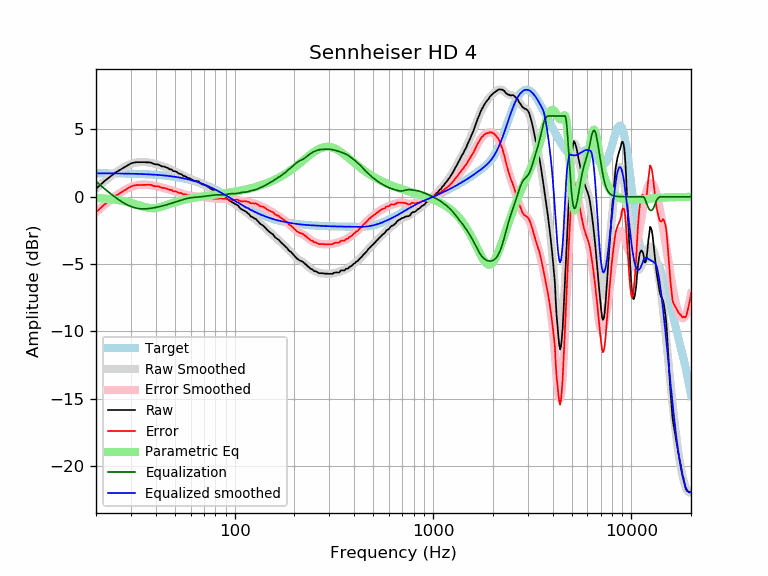 Sennheiser HD 4
Amplitude (dBr)
5
0
−5
−10
−15
−20
Target
Raw Smoothed
Error Smoothed
Raw
Error
Parametric Eq
Equalization
Equalized smoothed
100
1000
10000
Frequency (Hz)